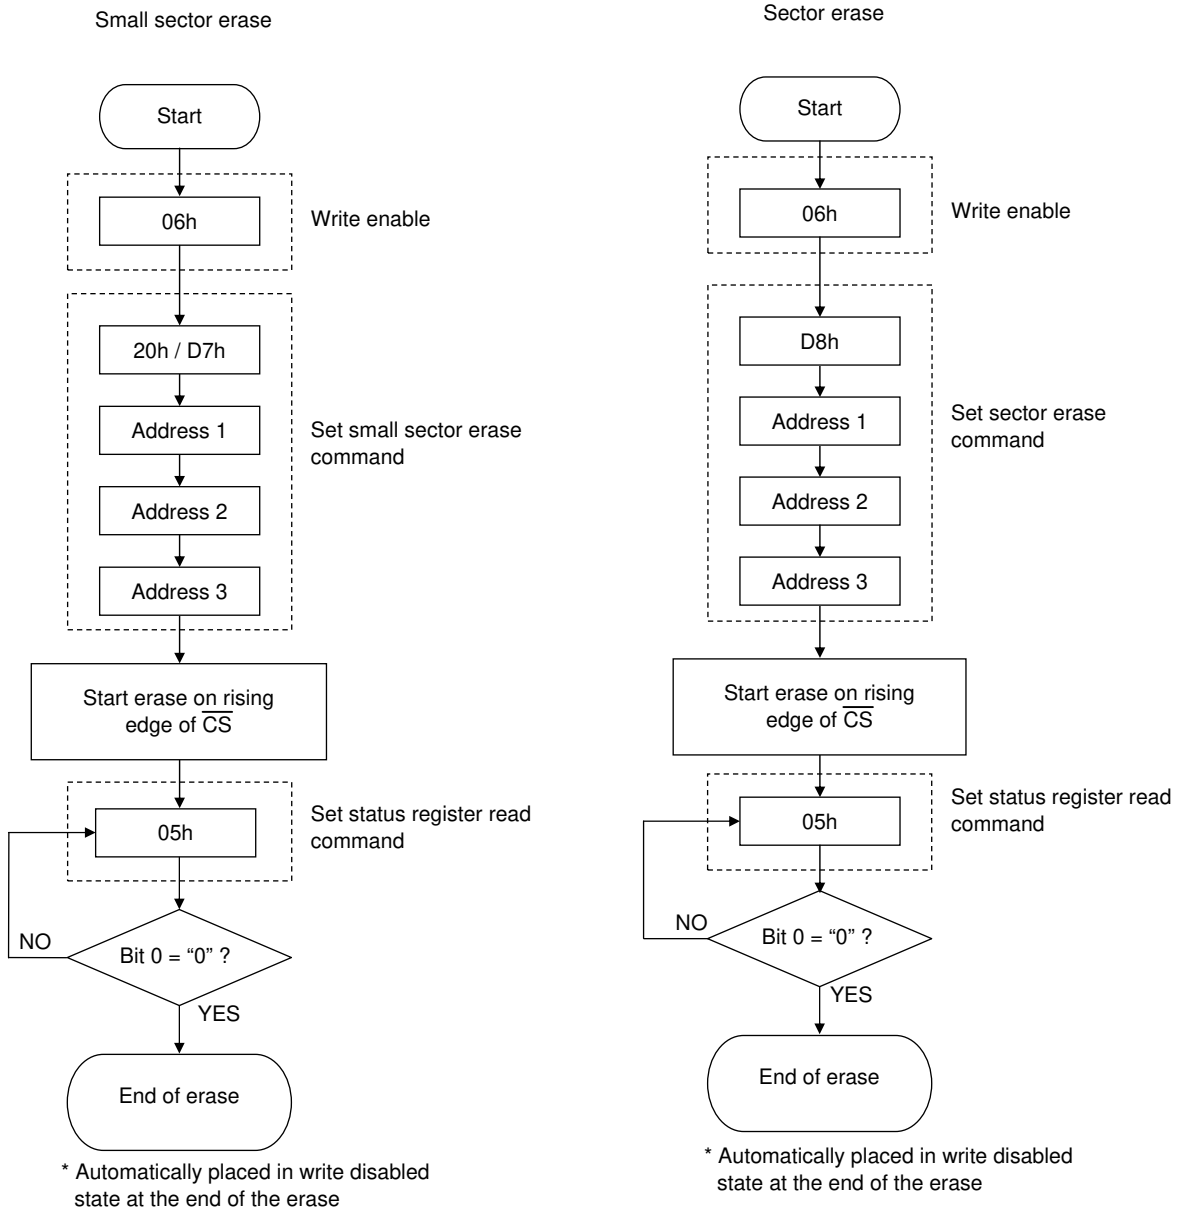 Small sector erase
Start
06h
Write enable
20h / D7h
Address 1
Address 2
Address 3
Set small sector erase
command
Start erase on rising
edge of C̅S̅
05h
Set status register read
command
NO
Bit 0 = “0” ?
YES
End of erase
* Automatically placed in write disabled
state at the end of the erase
Sector erase
Start
06h
Write enable
D8h
Address 1
Address 2
Address 3
Set sector erase
command
Start erase on rising
edge of C̅S̅
05h
Set status register read
command
NO
Bit 0 = “0” ?
YES
End of erase
* Automatically placed in write disabled
state at the end of the erase